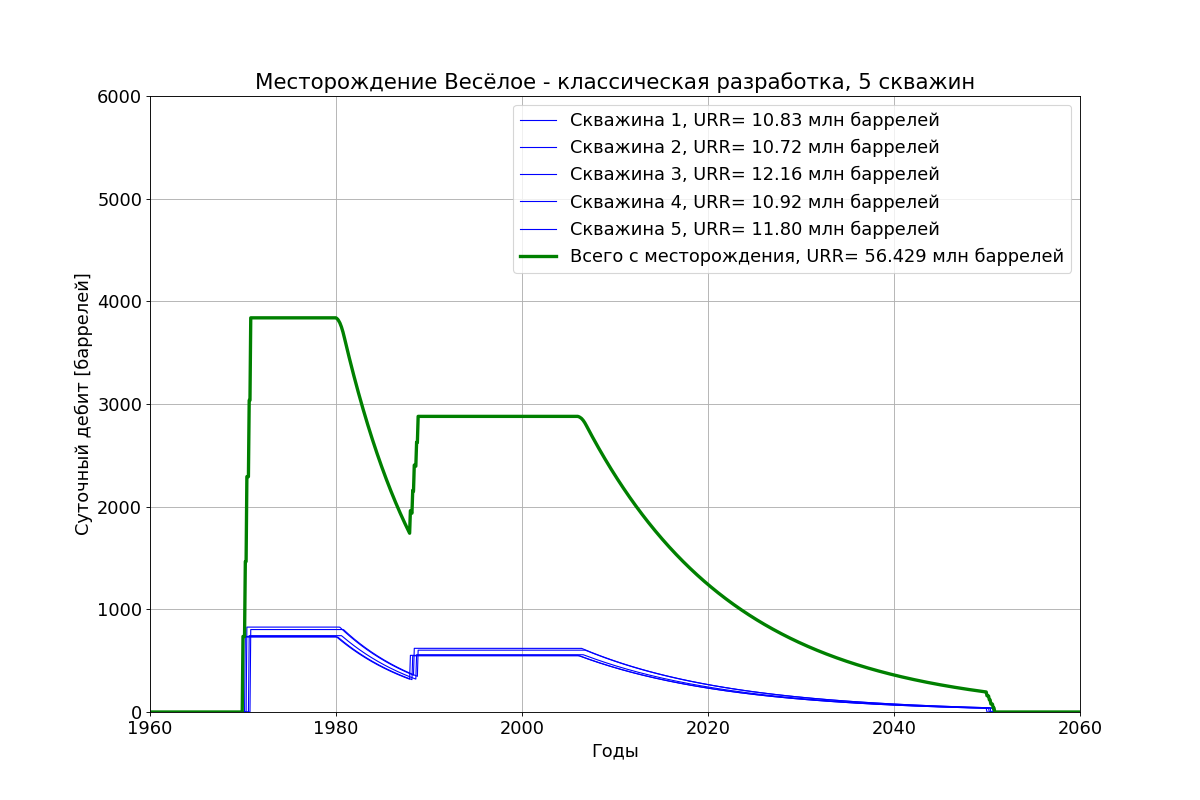 Месторождение Весёлое - классическая разработка, 5 скважин
6000
5000
4000
3000
2000
1000
0
Суточный дебит [баррелей]
Скважина 1, URR= 10.83 млн баррелей
Скважина 2, URR= 10.72 млн баррелей
Скважина 3, URR= 12.16 млн баррелей
Скважина 4, URR= 10.92 млн баррелей
Скважина 5, URR= 11.80 млн баррелей
Всего с месторождения, URR= 56.429 млн баррелей
1960 1980 2000 2020 2040 2060
Годы